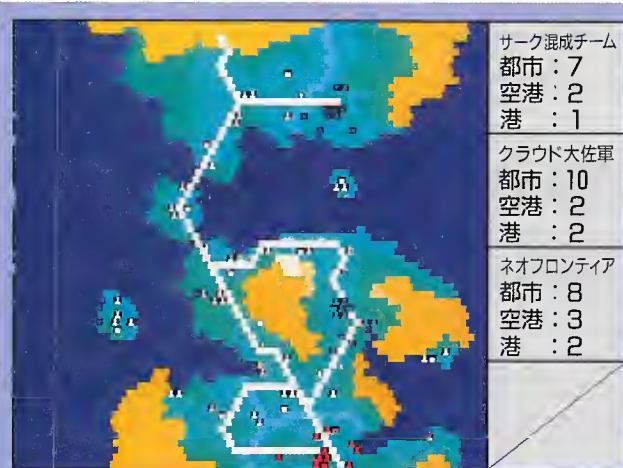 サーク混成チーム
都市：7
空港：2
港　：1
クラウド大佐軍
都市：10
空港：2
港　：2
ネオフロンティア
都市：8
空港：3
港　：2